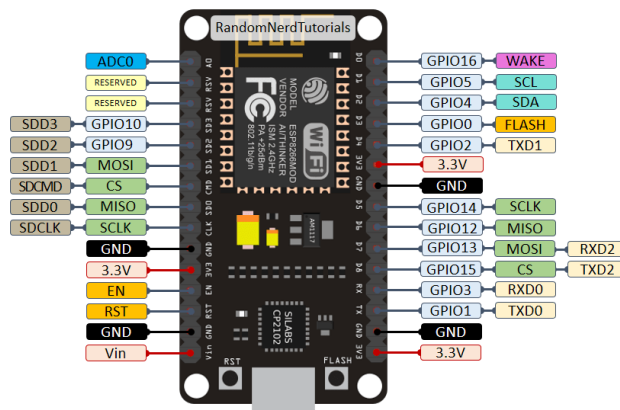 RandomNerdTutorials
ADC0 A0
RESERVED RSV
RESERVED RSV
SDD3 GPIO10 SD3
SDD2 GPIO9 SD2
SDD1 MOSI SD1
SDCMD CS CMD
SDD0 MISO SD0
SDCLK SCLK CLK
GND GND
3.3V 3V3
EN EN
RST RST
GND GND
Vin Vin
D0 GPIO16 WAKE
D1 GPIO5 SCL
D2 GPIO4 SDA
D3 GPIO0 FLASH
D4 GPIO2 TXD1
3V3 3.3V
GND GND
D5 GPIO14 SCLK
D6 GPIO12 MISO
D7 GPIO13 MOSI RXD2
D8 GPIO15 CS TXD2
RX GPIO3 RXD0
TX GPIO1 TXD0
GND GND
3V3 3.3V
MODEL ESP8266MOD
VENDOR AI/THINKER
ISM 2.4GHz
PA +25dBm
802.11b/g/n
FC
WiFi
AM1117
SILABS
CP2102
RST
FLASH